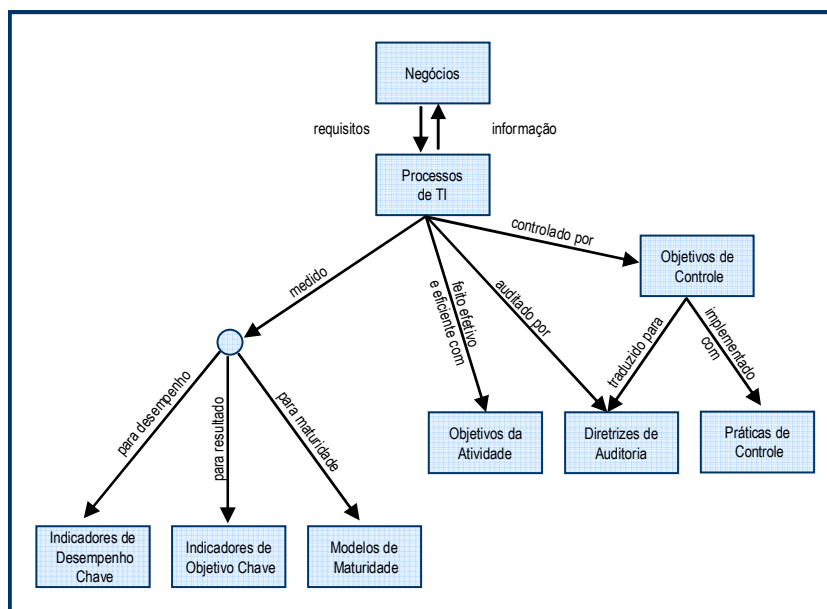 Negócios
requisitos
informação
Processos
de TI
controlado por
Objetivos de
Controle
medido
feito efetivo
e eficiente com
auditado por
traduzido para
implementado
com
para desempenho
para resultado
para maturidade
Objetivos da
Atividade
Diretrizes de
Auditoria
Práticas de
Controle
Indicadores de
Desempenho
Chave
Indicadores de
Objetivo Chave
Modelos de
Maturidade